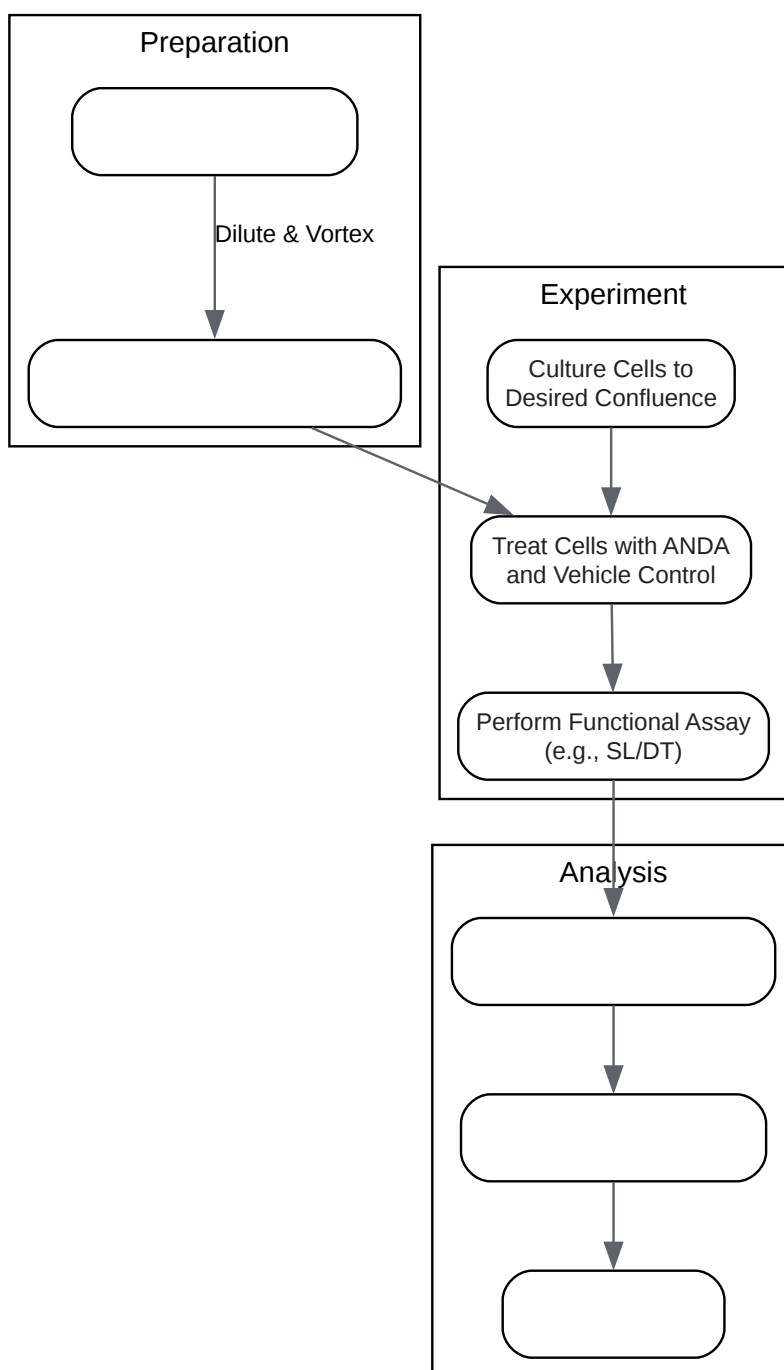 Preparation
Dilute & Vortex
Experiment
Culture Cells to
Desired Confluence
Treat Cells with ANDA
and Vehicle Control
Perform Functional Assay
(e.g., SL/DT)
Analysis